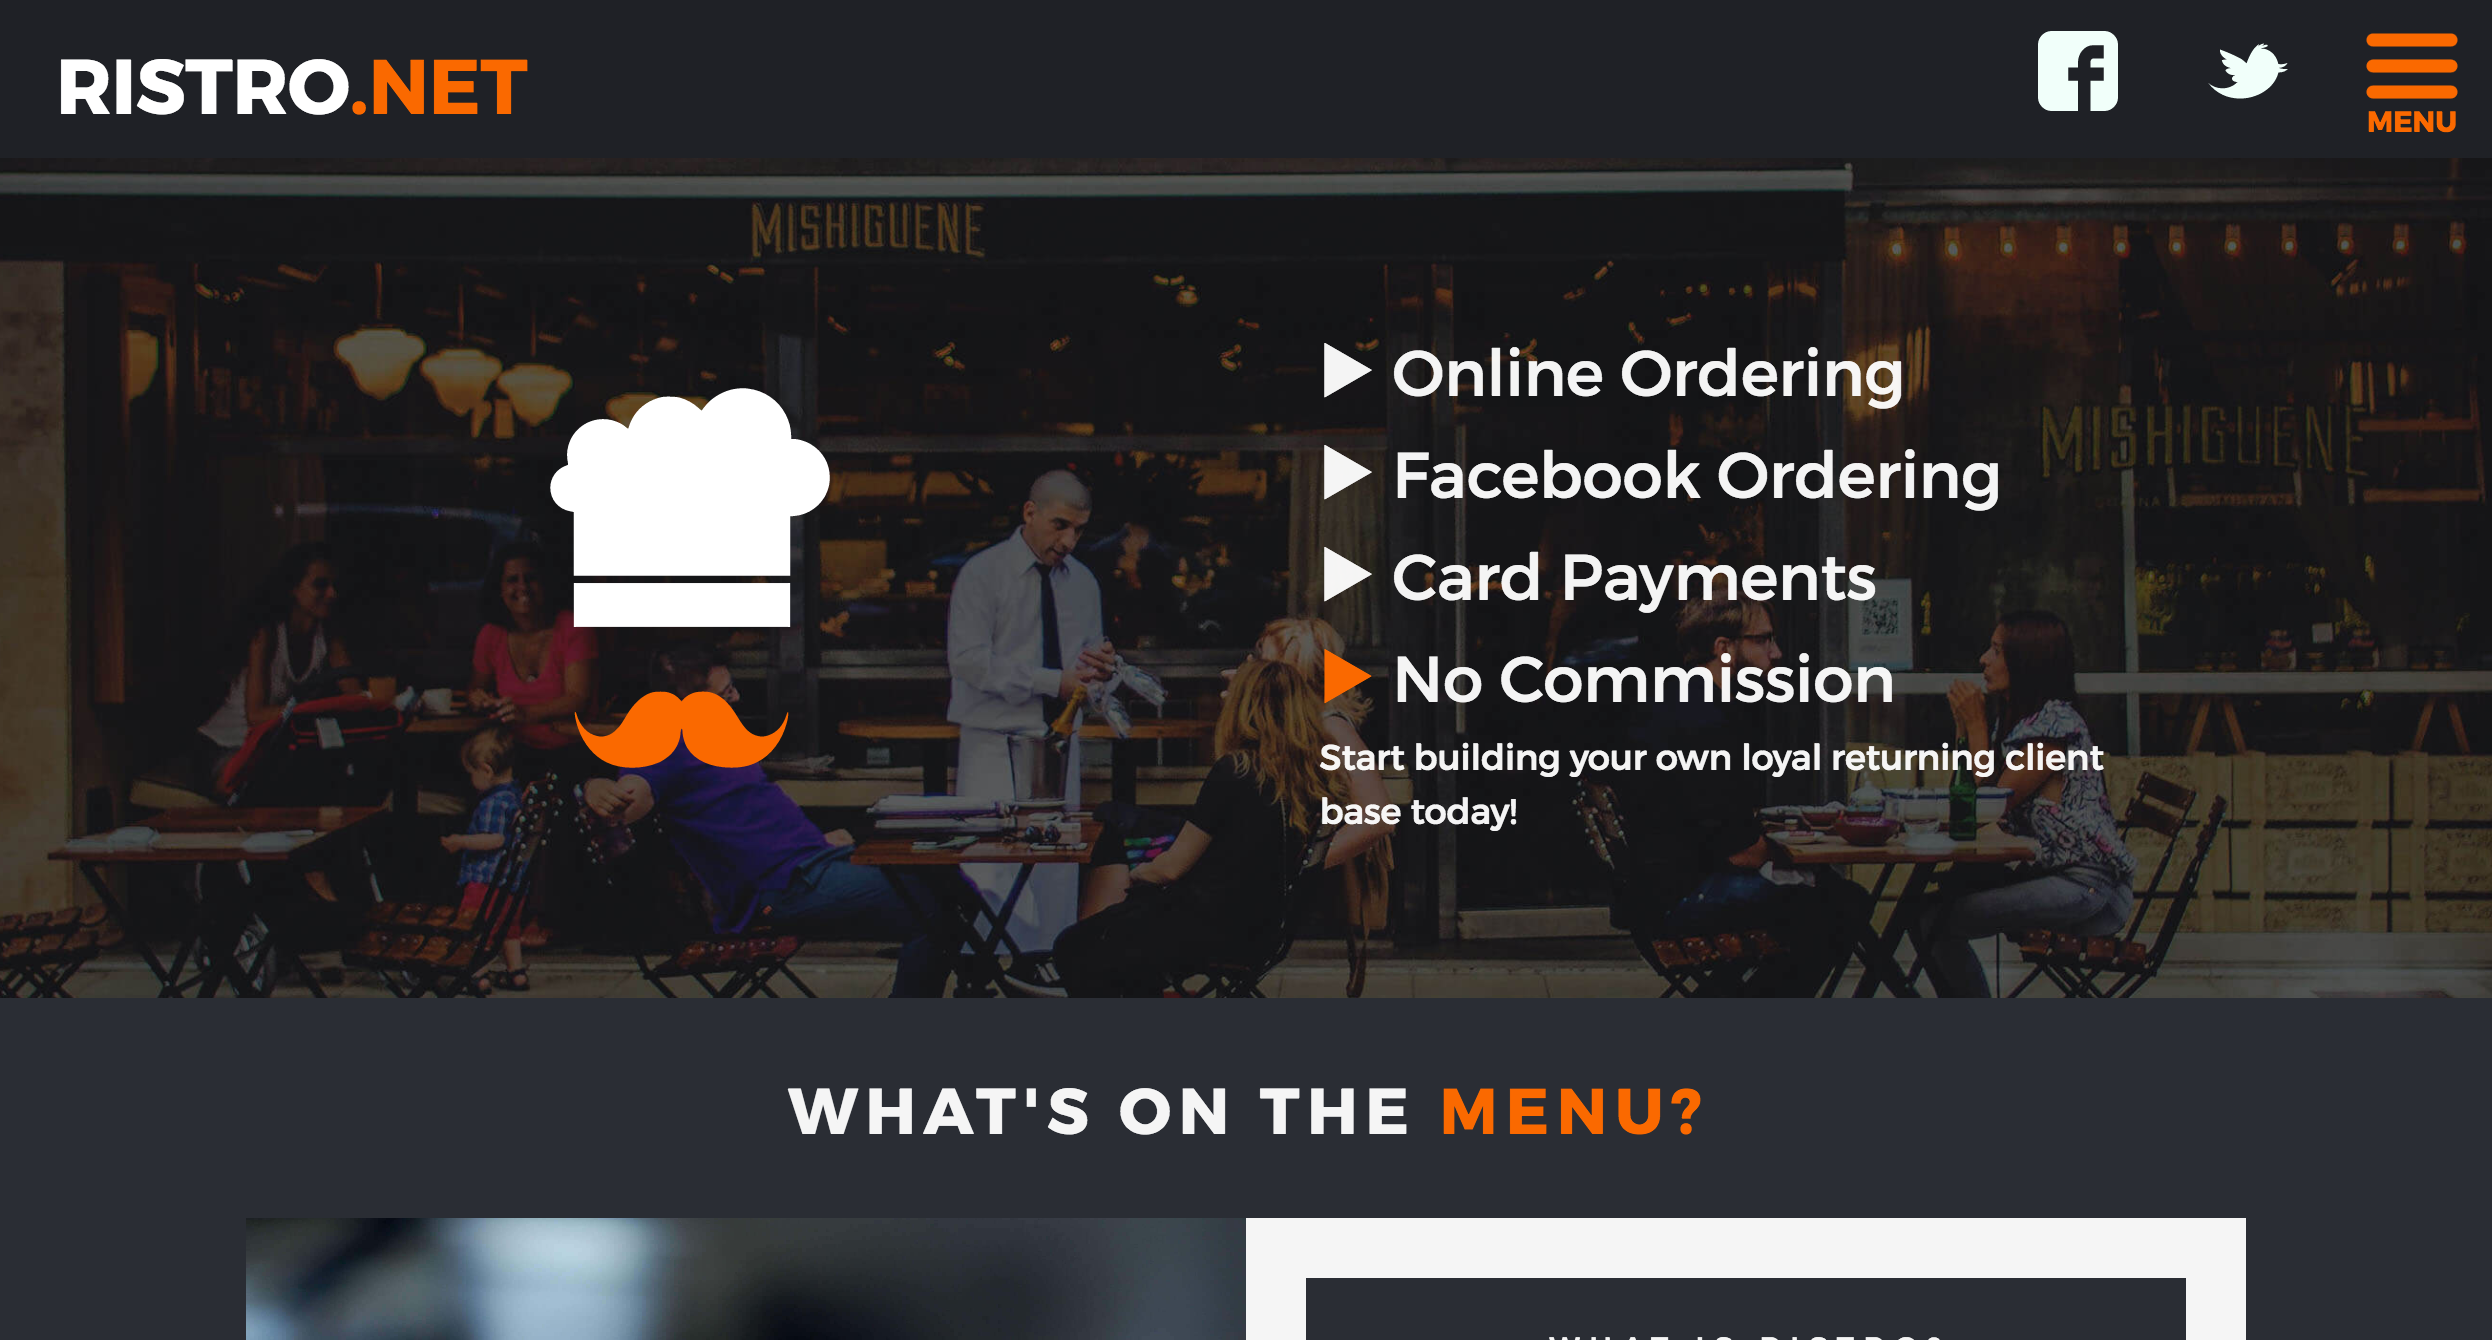 RISTRO.NET
MENU
MISHIGUENE
Online Ordering
Facebook Ordering
MISHIGUENE
Card Payments
No Commission
Start building your own loyal returning client
base today!
WHAT'S ON THE MENU?